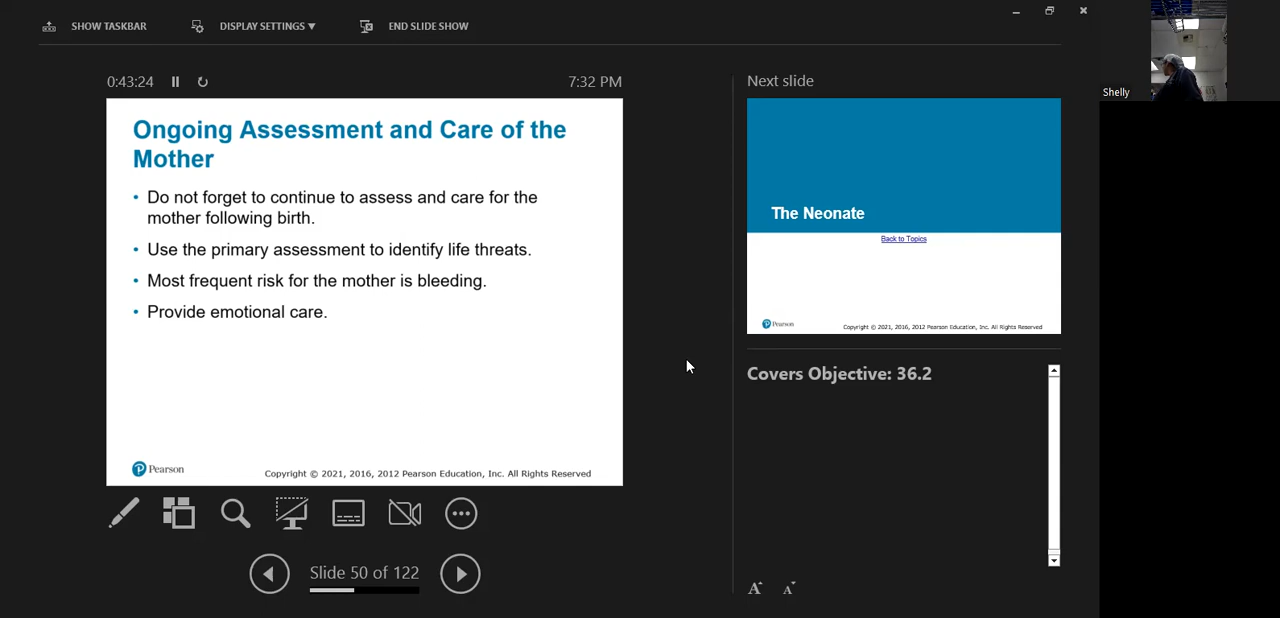 SHOW TASKBAR
DISPLAY SETTINGS ▼
END SLIDE SHOW
0:43:24
7:32 PM
Ongoing Assessment and Care of the
Mother
• Do not forget to continue to assess and care for the
mother following birth.
• Use the primary assessment to identify life threats.
• Most frequent risk for the mother is bleeding.
• Provide emotional care.
Pearson
Copyright © 2021, 2016, 2012 Pearson Education, Inc. All Rights Reserved
Slide 50 of 122
Next slide
The Neonate
Back to Topics
Pearson
Copyright © 2021, 2016, 2012 Pearson Education, Inc. All Rights Reserved
Covers Objective: 36.2
A A
Shelly